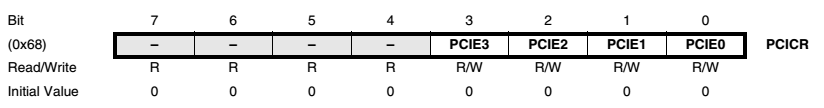 Bit 7 6 5 4 3 2 1 0
(0x68) – – – – PCIE3 PCIE2 PCIE1 PCIE0 PCICR
Read/Write R R R R R/W R/W R/W R/W
Initial Value 0 0 0 0 0 0 0 0